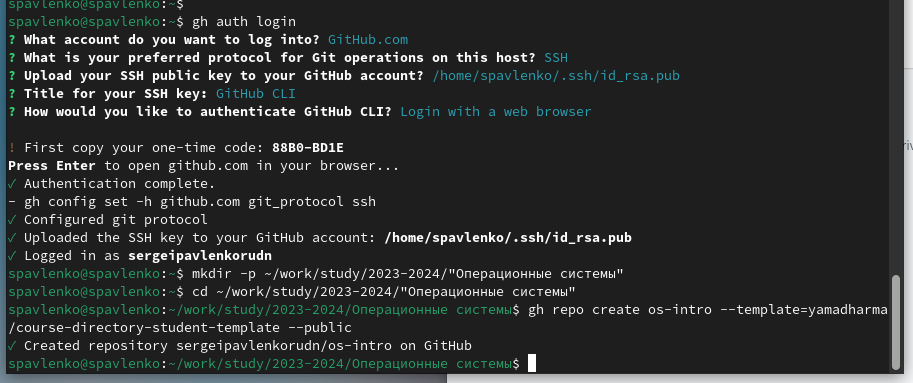 spavlenko@spavlenko:~$
spavlenko@spavlenko:~$ gh auth login
? What account do you want to log into? GitHub.com
? What is your preferred protocol for Git operations on this host? SSH
? Upload your SSH public key to your GitHub account? /home/spavlenko/.ssh/id_rsa.pub
? Title for your SSH key: GitHub CLI
? How would you like to authenticate GitHub CLI? Login with a web browser
! First copy your one-time code: 88B0-BD1E
Press Enter to open github.com in your browser...
✓ Authentication complete.
- gh config set -h github.com git_protocol ssh
✓ Configured git protocol
✓ Uploaded the SSH key to your GitHub account: /home/spavlenko/.ssh/id_rsa.pub
✓ Logged in as sergeipavlenkorudn
spavlenko@spavlenko:~$ mkdir -p ~/work/study/2023-2024/"Операционные системы"
spavlenko@spavlenko:~$ cd ~/work/study/2023-2024/"Операционные системы"
spavlenko@spavlenko:~/work/study/2023-2024/Операционные системы$ gh repo create os-intro --template=yamadharma
/course-directory-student-template --public
✓ Created repository sergeipavlenkorudn/os-intro on GitHub
spavlenko@spavlenko:~/work/study/2023-2024/Операционные системы$